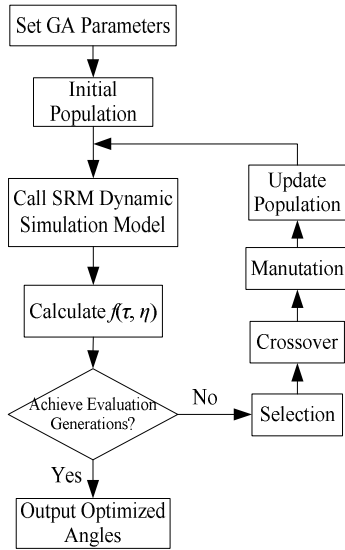 Set GA Parameters
Initial
Population
Call SRM Dynamic
Simulation Model
Calculate f(τ, η)
Achieve Evaluation
Generations?
No
Yes
Output Optimized
Angles
Selection
Crossover
Manutation
Update
Population